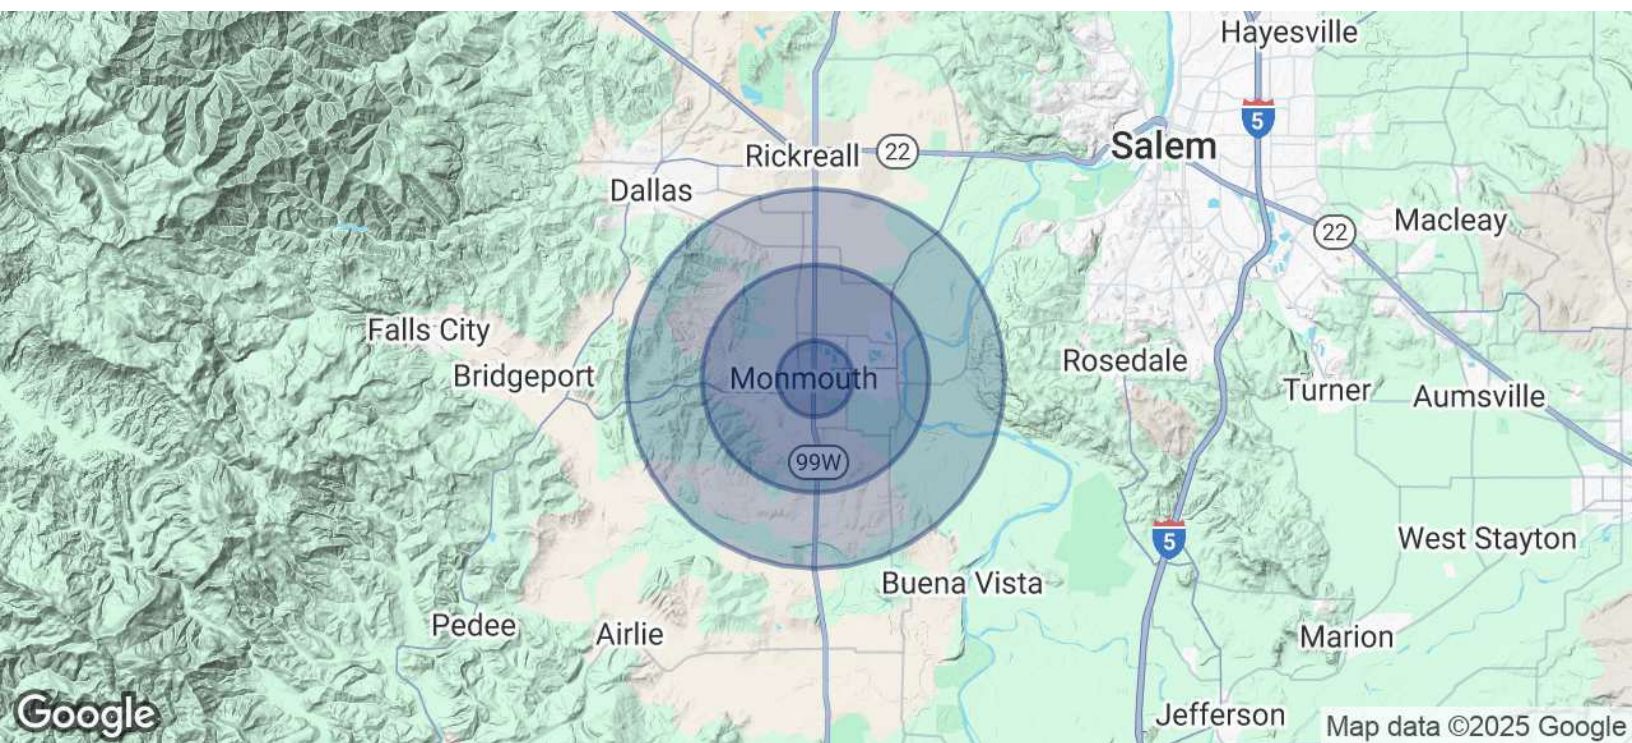 Hayesville
5
Salem
Rickreall
22
Dallas
Macleay
22
Falls City
Rosedale
Bridgeport
Monmouth
Turner
Aumsville
99W
5
West Stayton
Buena Vista
Pedee
Airlie
Marion
Google
Jefferson
Map data ©2025 Google